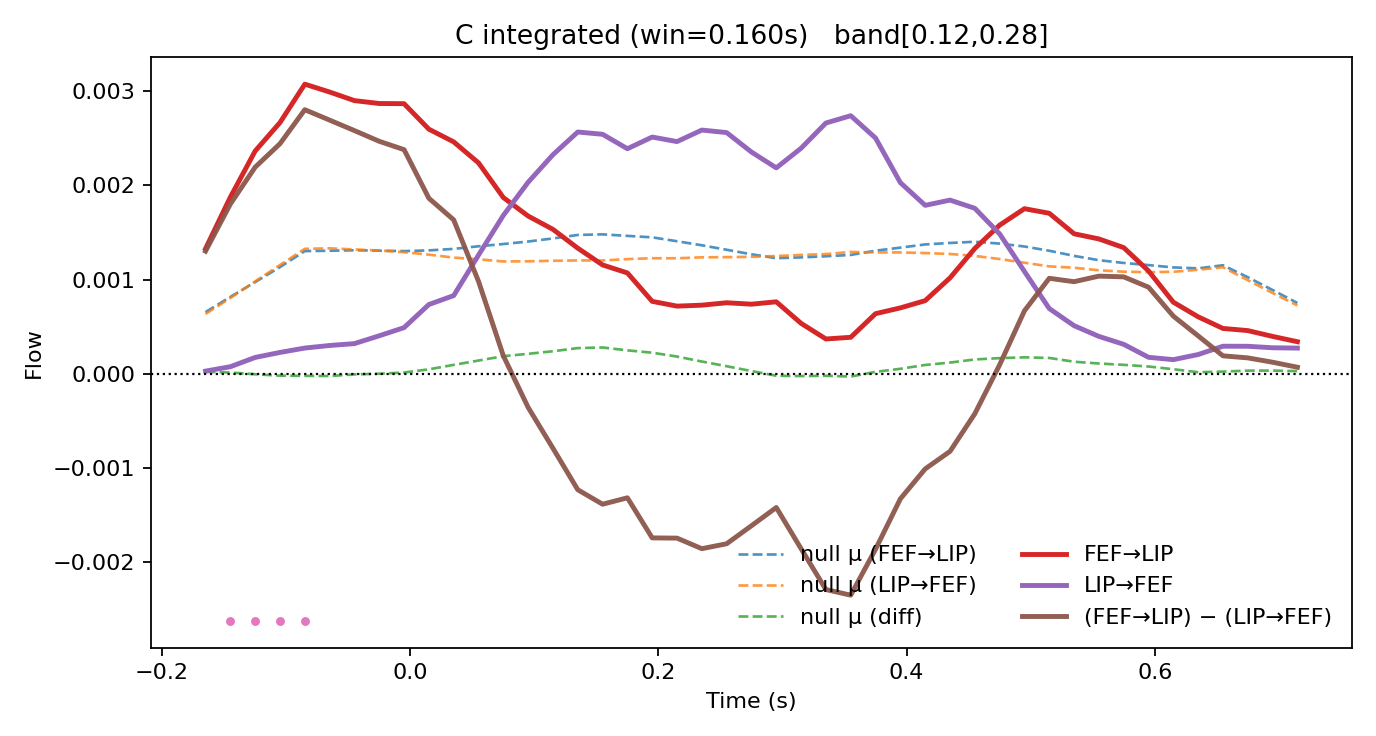 C integrated (win=0.160s)   band[0.12,0.28]
Flow
0.003
0.002
0.001
0.000
−0.001
−0.002
null μ (FEF→LIP)
null μ (LIP→FEF)
null μ (diff)
FEF→LIP
LIP→FEF
(FEF→LIP) − (LIP→FEF)
−0.2
0.0
0.2
0.4
0.6
Time (s)